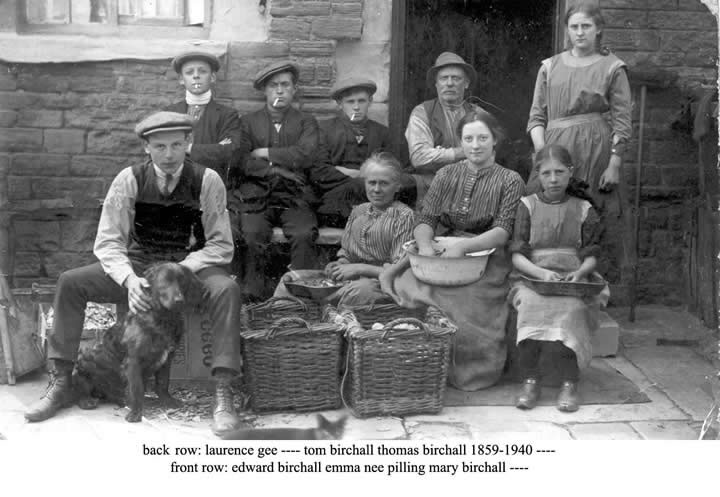 back row: laurence gee ---- tom birchall thomas birchall 1859-1940 ----
front row: edward birchall emma nee pilling mary birchall ----